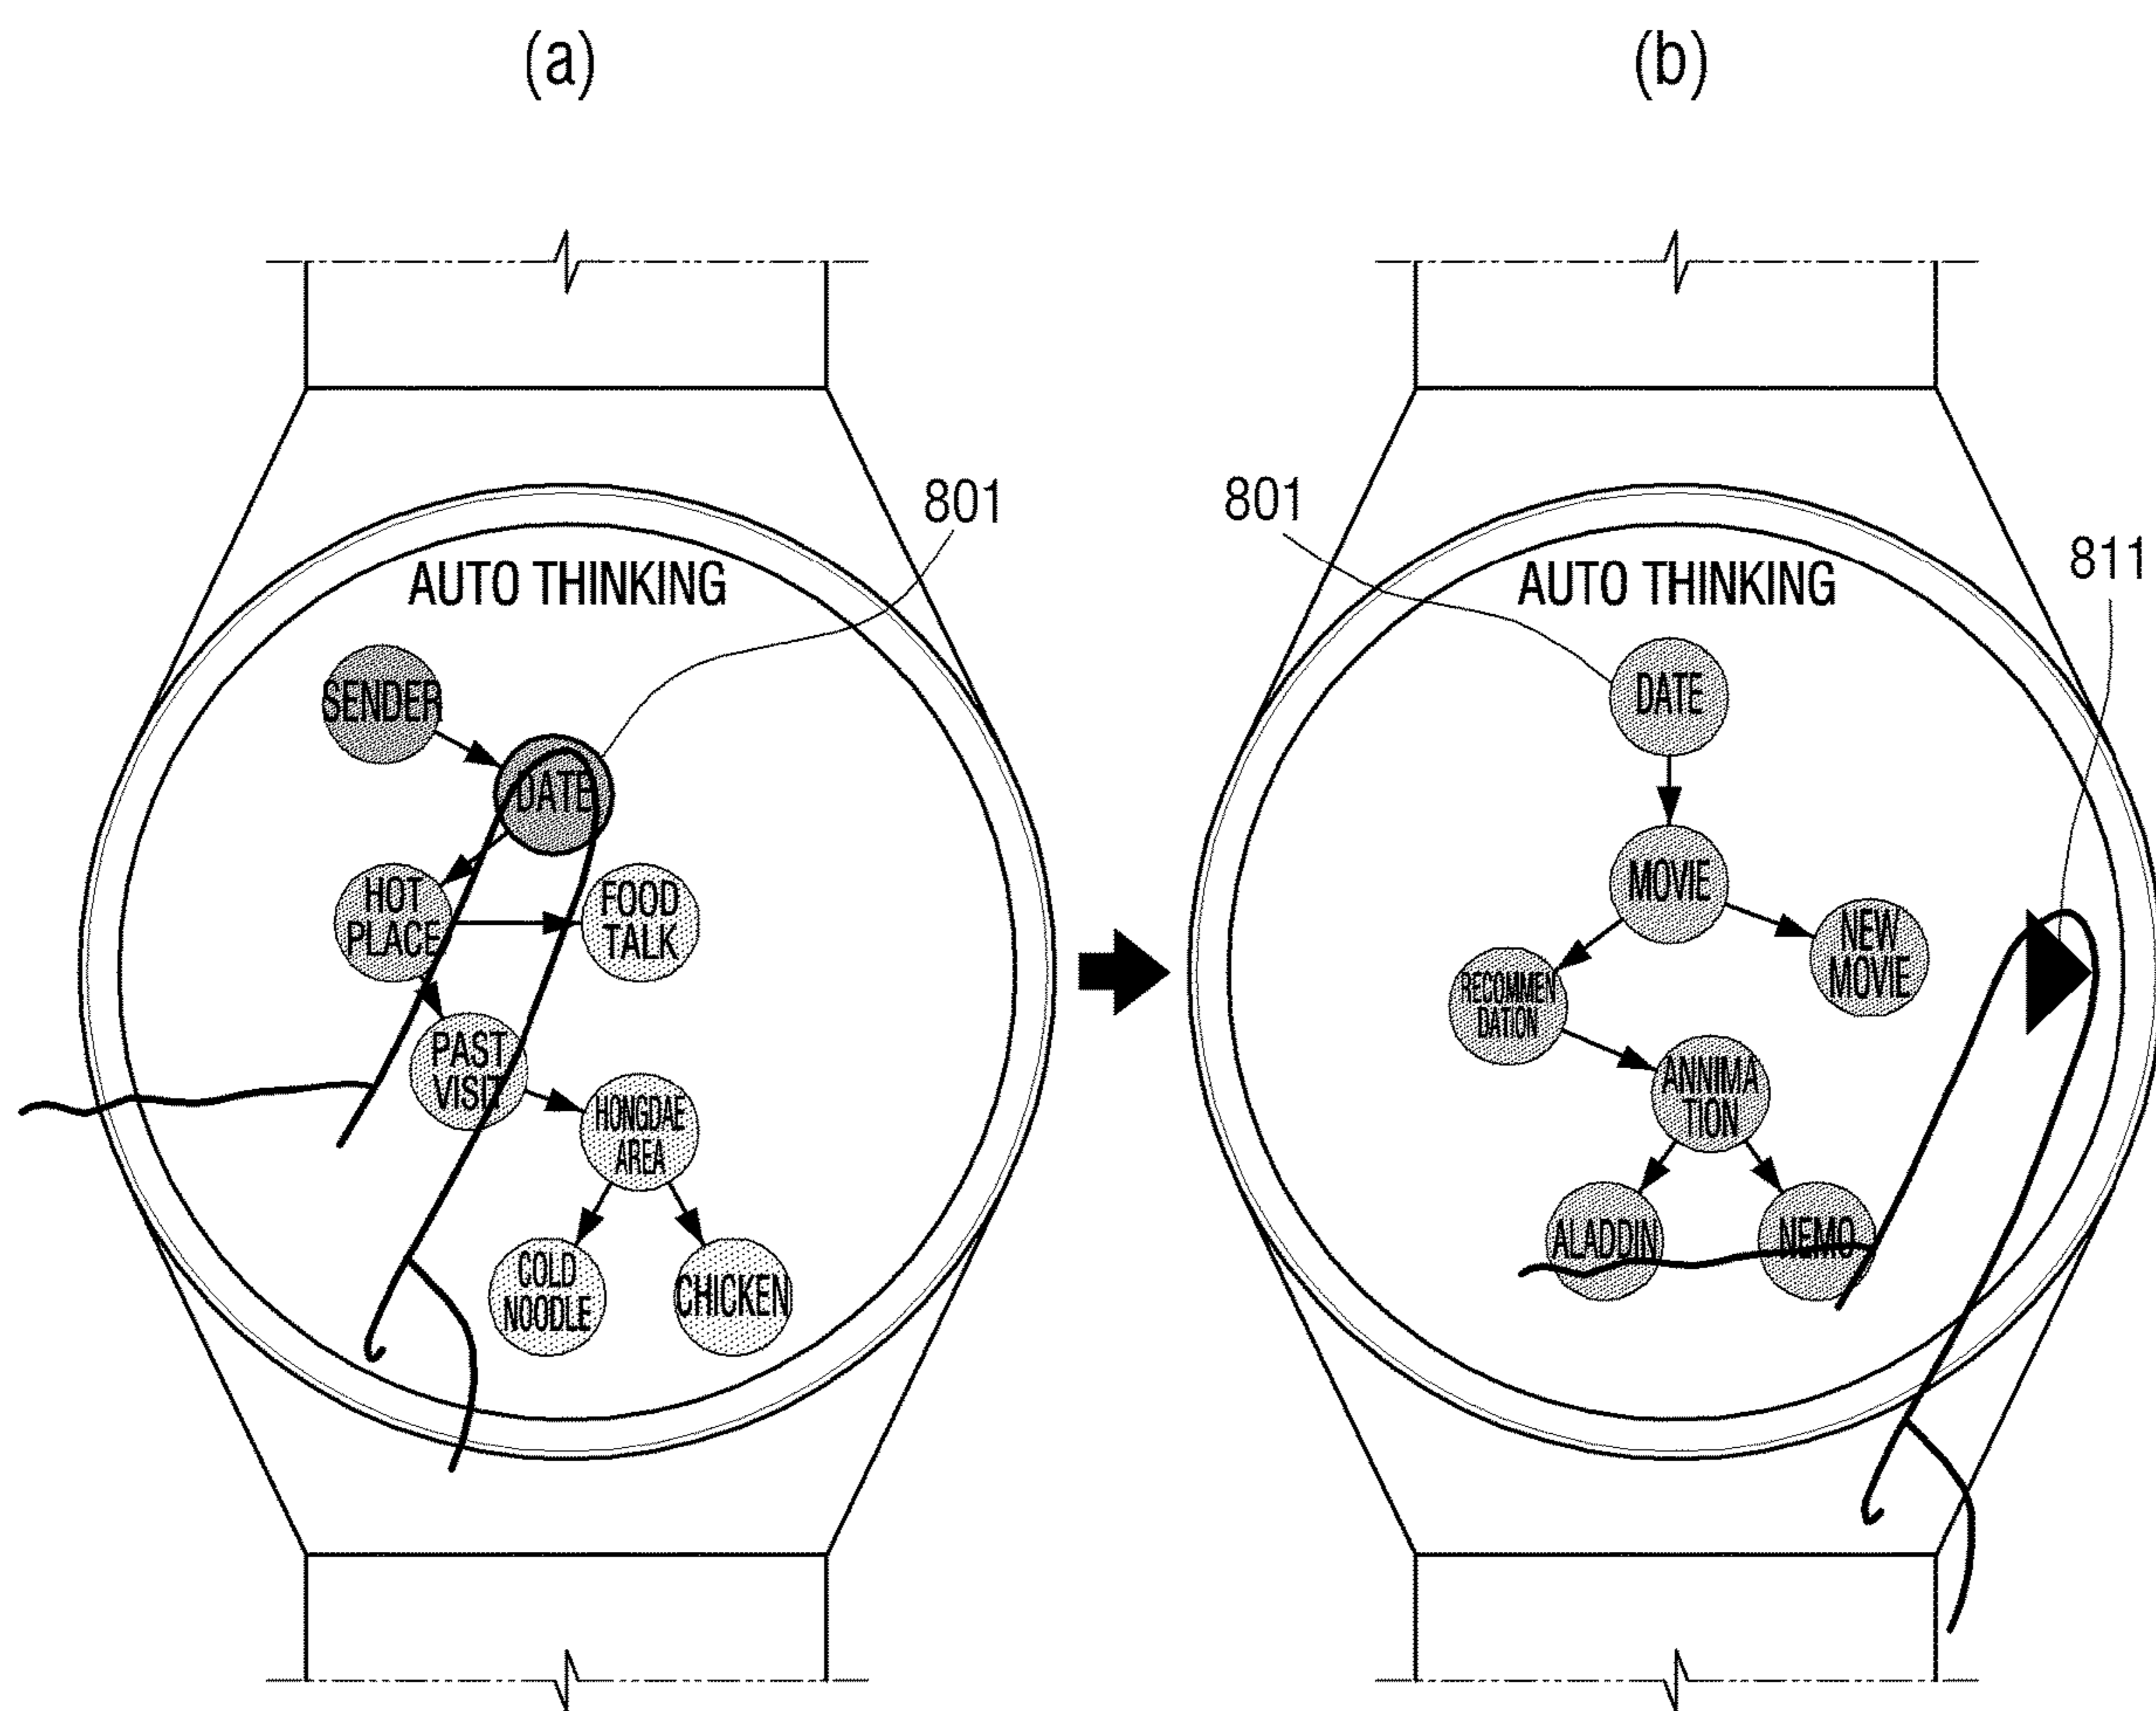 (a)
801
AUTO THINKING
SENDER
DATE
HOT
PLACE
FOOD
TALK
PAST
VISIT
HONGDAE
AREA
COLD
NOODLE
CHICKEN
(b)
801
811
AUTO THINKING
DATE
MOVIE
NEW
MOVIE
RECOMMEN
DATION
ANNIMA
TION
ALADDIN
NEMO